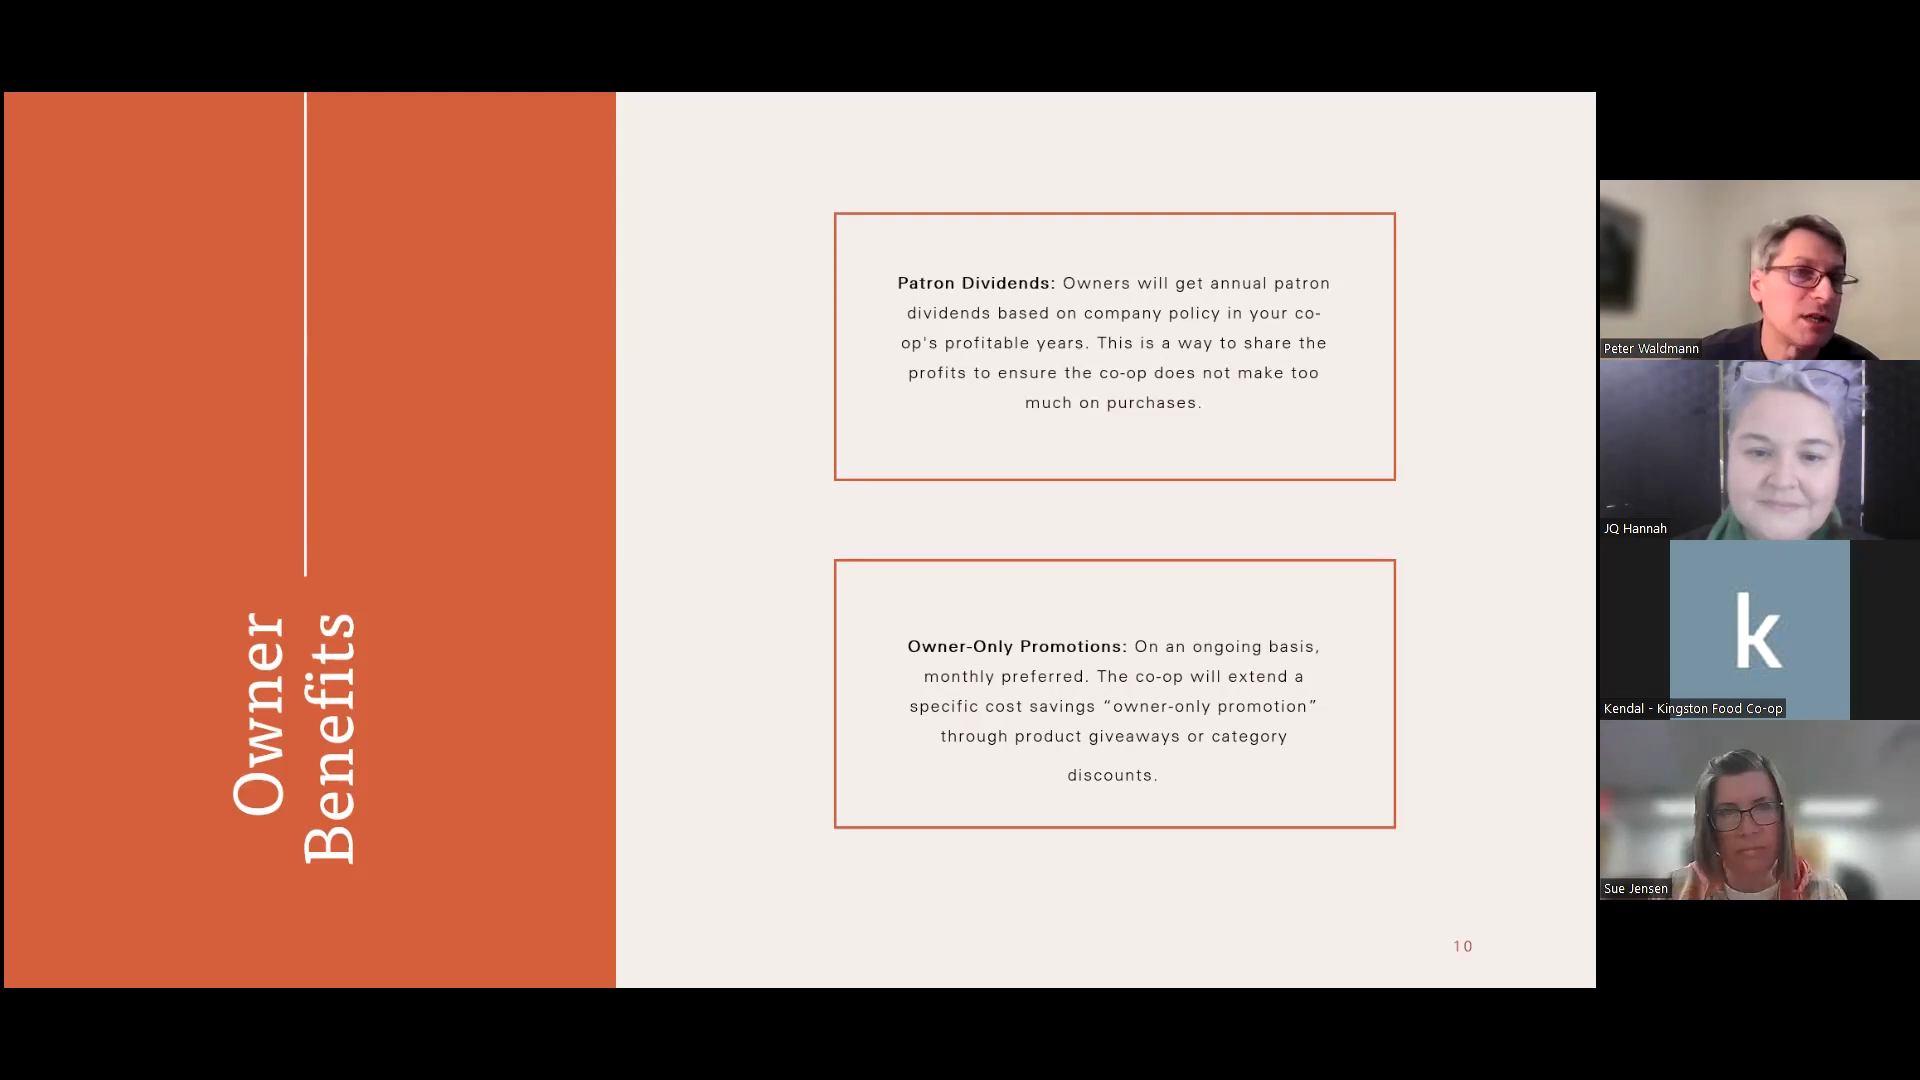 Owner
Benefits
Patron Dividends: Owners will get annual patron
dividends based on company policy in your co-
op's profitable years. This is a way to share the
profits to ensure the co-op does not make too
much on purchases.
Owner-Only Promotions: On an ongoing basis,
monthly preferred. The co-op will extend a
specific cost savings “owner-only promotion”
through product giveaways or category
discounts.
10
Peter Waldmann
JQ Hannah
k
Kendal - Kingston Food Co-op
Sue Jensen